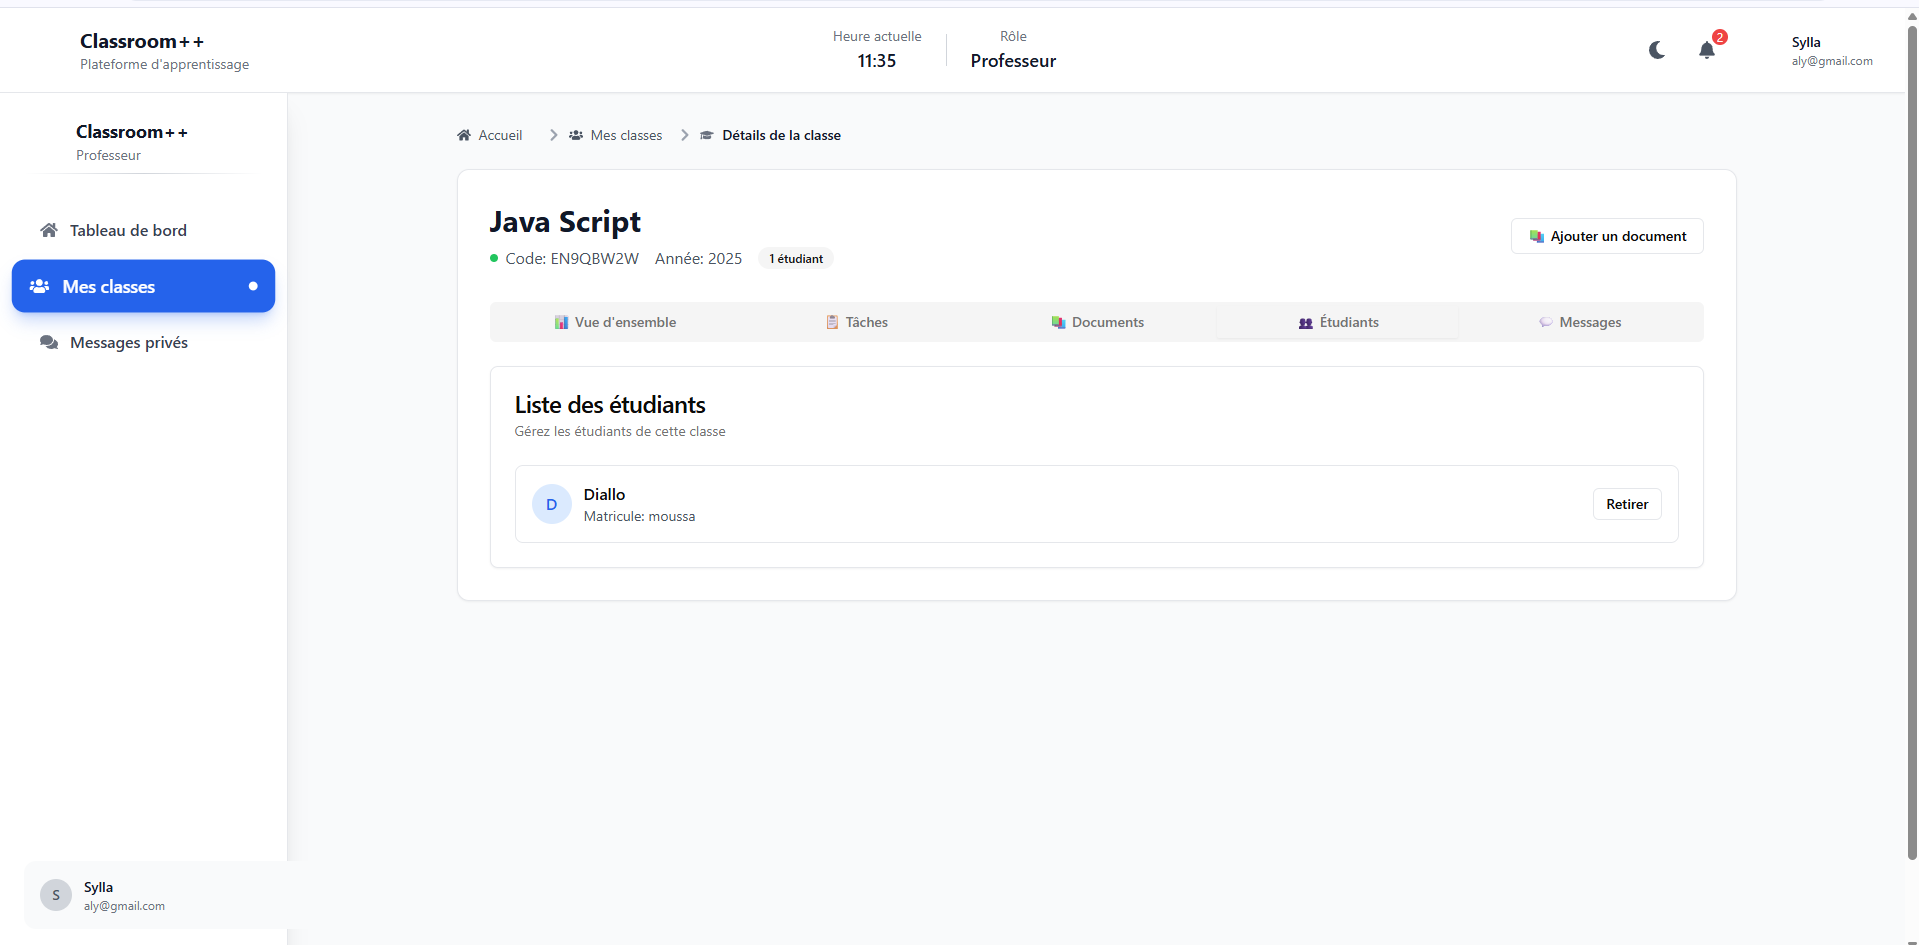 Classroom++
Plateforme d'apprentissage
Heure actuelle
11:35
Rôle
Professeur
2
Sylla
aly@gmail.com
Classroom++
Professeur
Tableau de bord
Mes classes
Messages privés
Accueil
Mes classes
Détails de la classe
Java Script
Code: EN9QBW2W
Année: 2025
1 étudiant
Ajouter un document
Vue d'ensemble
Tâches
Documents
Étudiants
Messages
Liste des étudiants
Gérez les étudiants de cette classe
D
Diallo
Matricule: moussa
Retirer
S
Sylla
aly@gmail.com